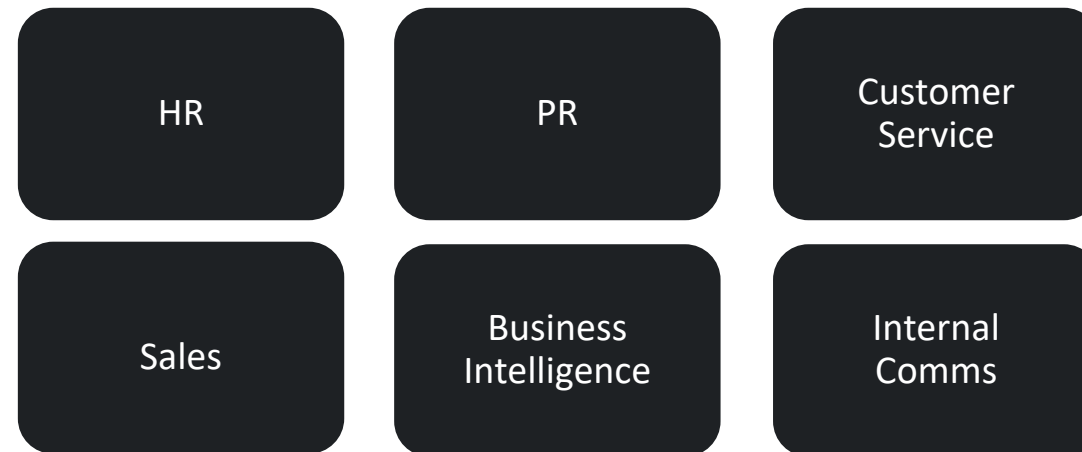 HR
PR
Customer
Service
Sales
Business
Intelligence
Internal
Comms